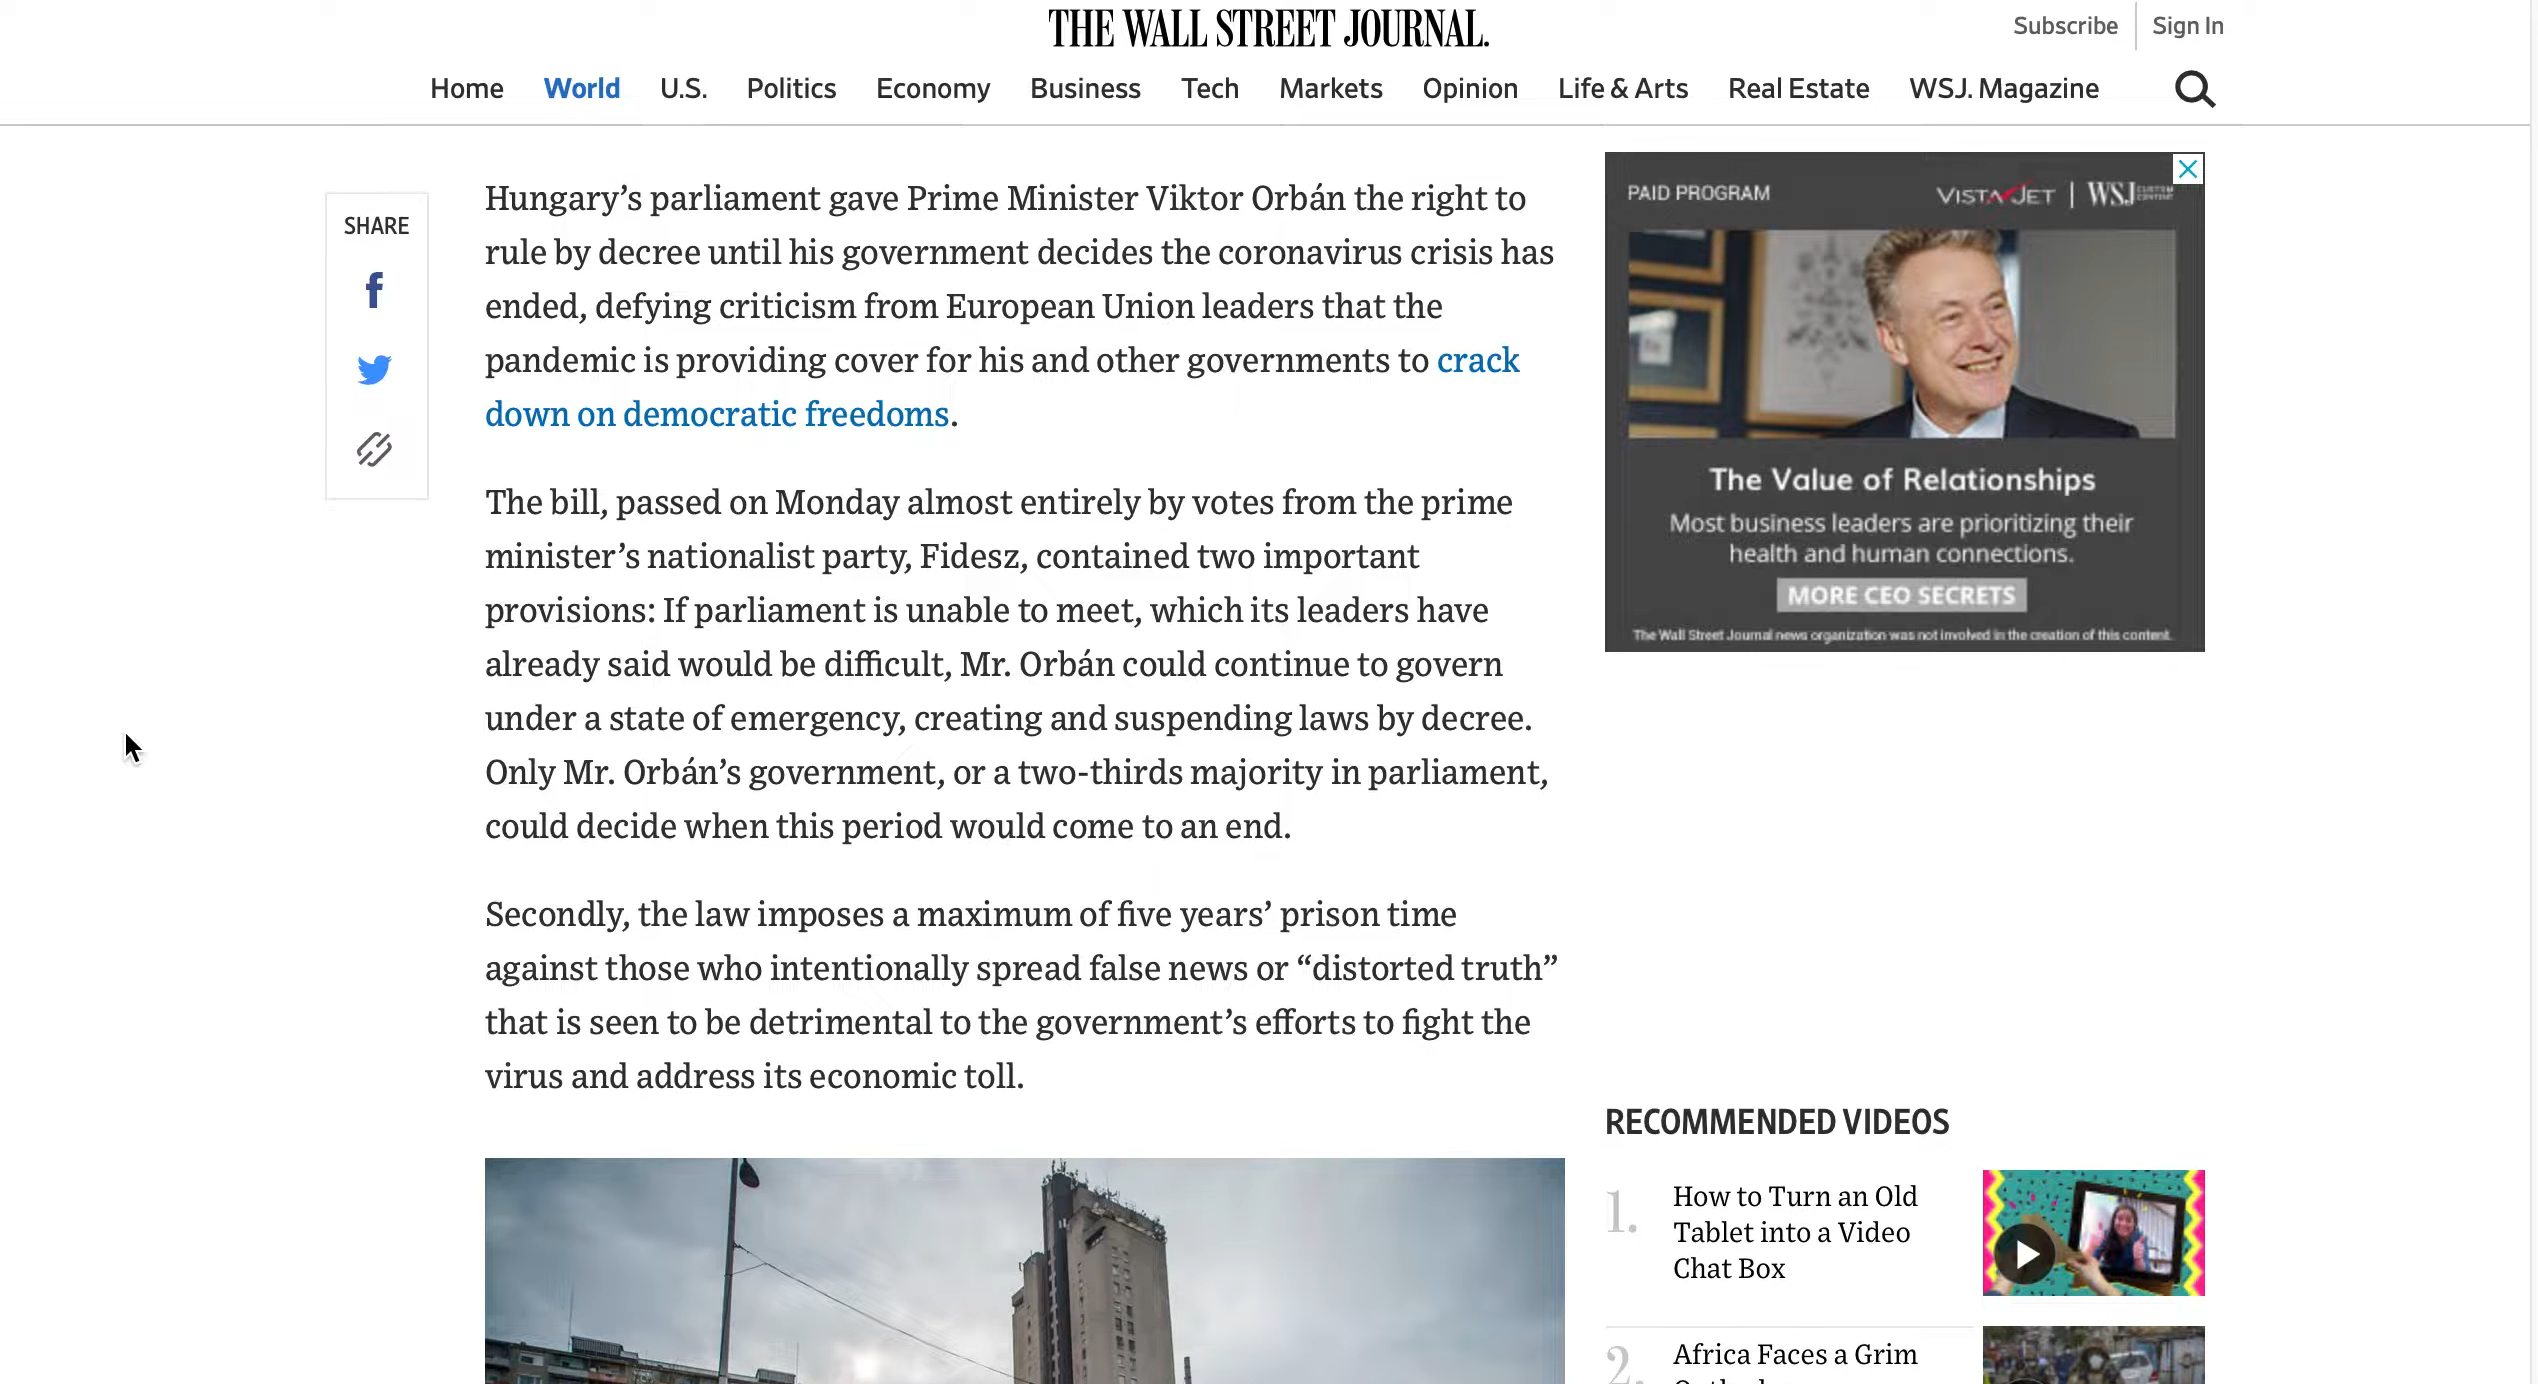 THE WALL STREET JOURNAL.
Subscribe
Sign In
Home World U.S. Politics Economy Business Tech Markets Opinion Life & Arts Real Estate WSJ. Magazine
SHARE
Hungary’s parliament gave Prime Minister Viktor Orbán the right to
rule by decree until his government decides the coronavirus crisis has
ended, defying criticism from European Union leaders that the
pandemic is providing cover for his and other governments to crack
down on democratic freedoms.
The bill, passed on Monday almost entirely by votes from the prime
minister’s nationalist party, Fidesz, contained two important
provisions: If parliament is unable to meet, which its leaders have
already said would be difficult, Mr. Orbán could continue to govern
under a state of emergency, creating and suspending laws by decree.
Only Mr. Orbán’s government, or a two-thirds majority in parliament,
could decide when this period would come to an end.
Secondly, the law imposes a maximum of five years’ prison time
against those who intentionally spread false news or “distorted truth”
that is seen to be detrimental to the government’s efforts to fight the
virus and address its economic toll.
PAID PROGRAM
VISTAJET | WSJ CUSTOM CONTENT
The Value of Relationships
Most business leaders are prioritizing their
health and human connections.
MORE CEO SECRETS
The Wall Street Journal news organization was not involved in the creation of this content.
RECOMMENDED VIDEOS
1. How to Turn an Old
Tablet into a Video
Chat Box
2. Africa Faces a Grim